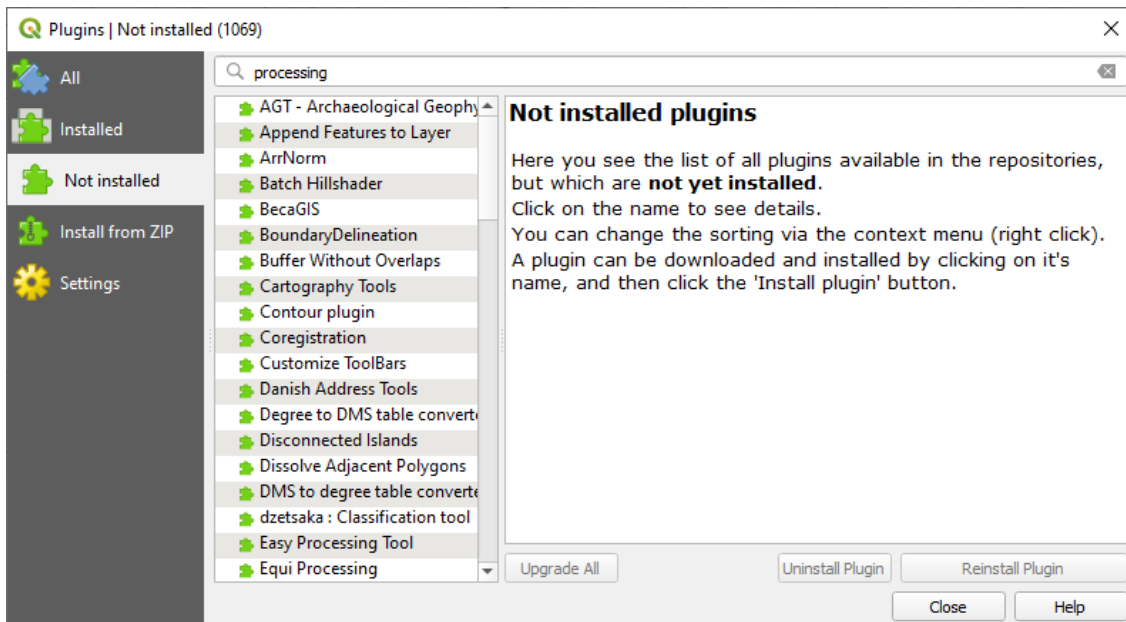 Plugins | Not installed (1069)
All
Installed
Not installed
Install from ZIP
Settings
processing
AGT - Archaeological Geophy
Append Features to Layer
ArrNorm
Batch Hillshader
BecaGIS
BoundaryDelineation
Buffer Without Overlaps
Cartography Tools
Contour plugin
Coregistration
Customize ToolBars
Danish Address Tools
Degree to DMS table converte
Disconnected Islands
Dissolve Adjacent Polygons
DMS to degree table converte
dzetsaka : Classification tool
Easy Processing Tool
Equi Processing
Not installed plugins
Here you see the list of all plugins available in the repositories,
but which are not yet installed.
Click on the name to see details.
You can change the sorting via the context menu (right click).
A plugin can be downloaded and installed by clicking on it's
name, and then click the 'Install plugin' button.
Upgrade All
Uninstall Plugin
Reinstall Plugin
Close
Help